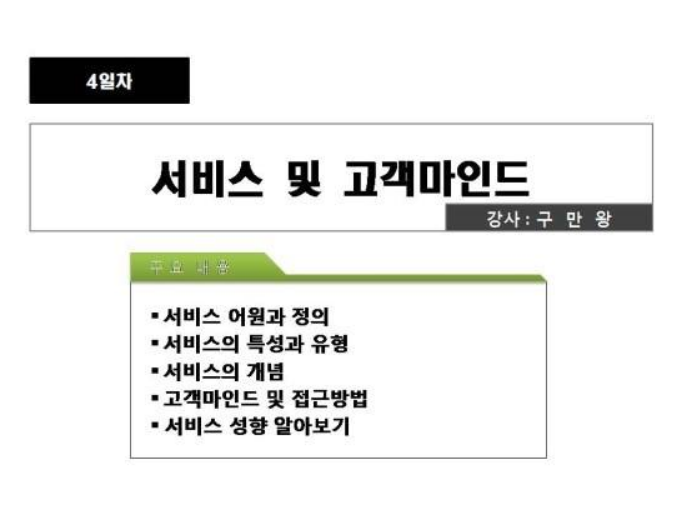 4일차
서비스 및 고객마인드
강사 : 구 만 왕
주요 내용
▪ 서비스 어원과 정의
▪ 서비스의 특성과 유형
▪ 서비스의 개념
▪ 고객마인드 및 접근방법
▪ 서비스 성향 알아보기